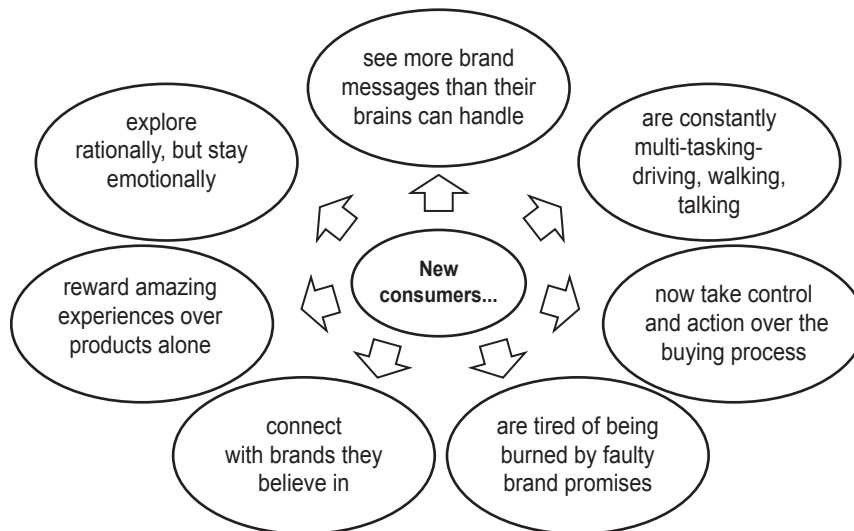 see more brand
messages than their
brains can handle
explore
rationally, but stay
emotionally
are constantly
multi-tasking-
driving, walking,
talking
New
consumers...
reward amazing
experiences over
products alone
now take control
and action over the
buying process
connect
with brands they
believe in
are tired of being
burned by faulty
brand promises